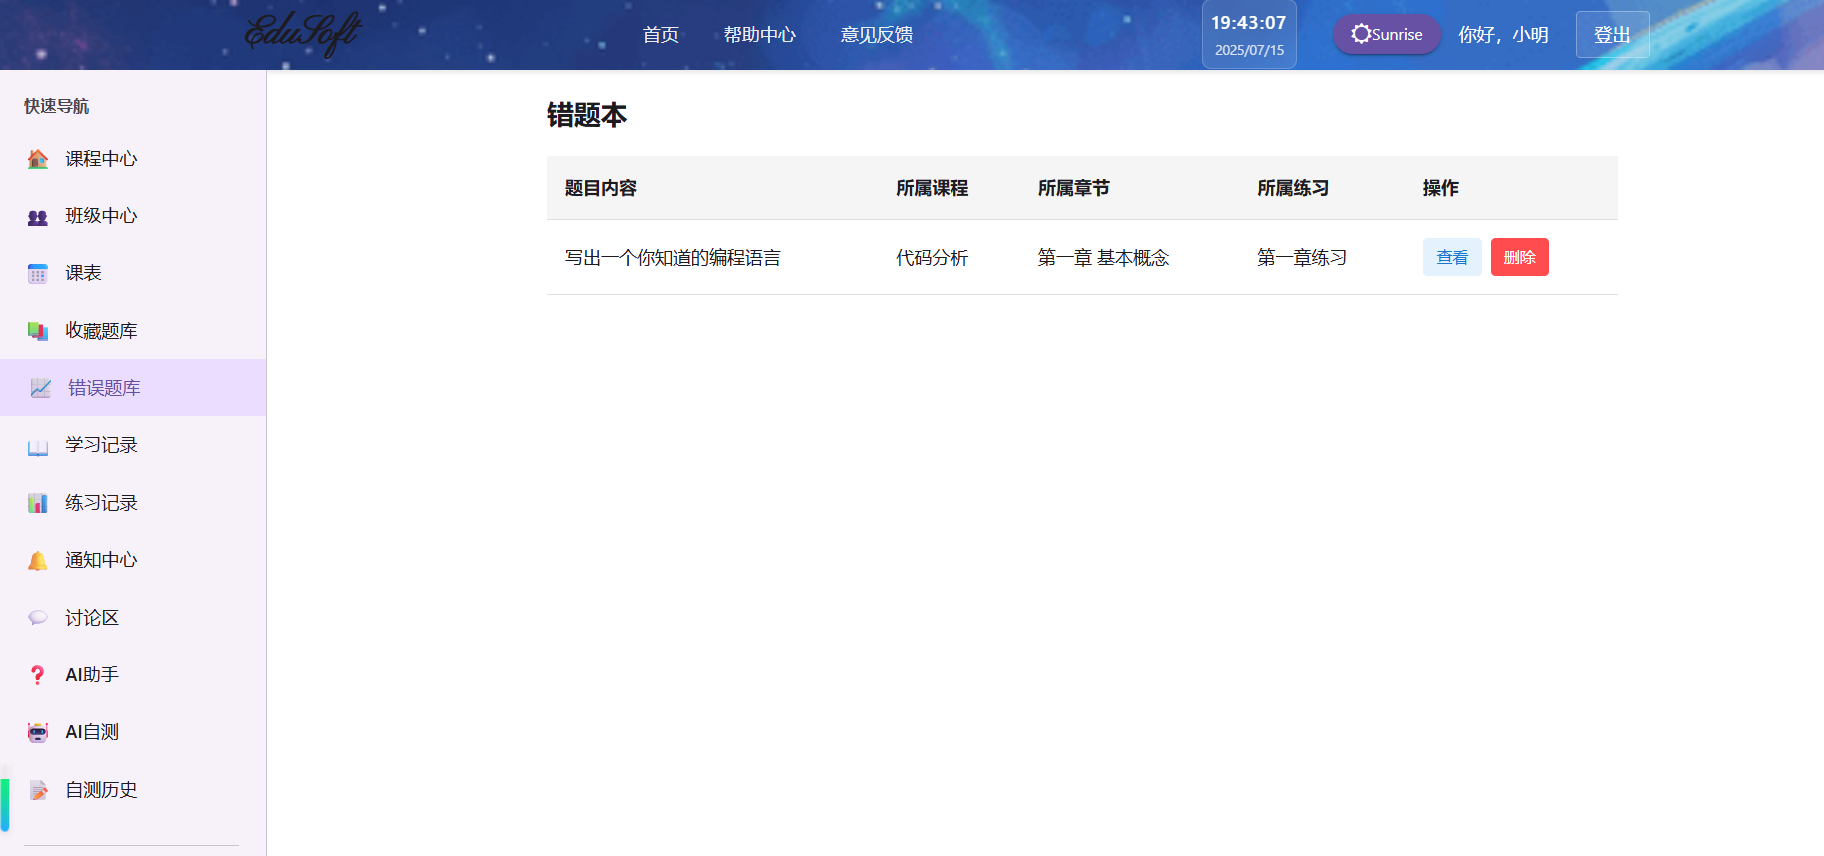 EduSoft
首页 帮助中心 意见反馈
19:43:07
2025/07/15
Sunrise
你好，小明
登出
快速导航
课程中心
班级中心
课表
收藏题库
错误题库
学习记录
练习记录
通知中心
讨论区
AI助手
AI自测
自测历史
错题本
题目内容 所属课程 所属章节 所属练习 操作
写出一个你知道的编程语言 代码分析 第一章 基本概念 第一章练习 查看 删除